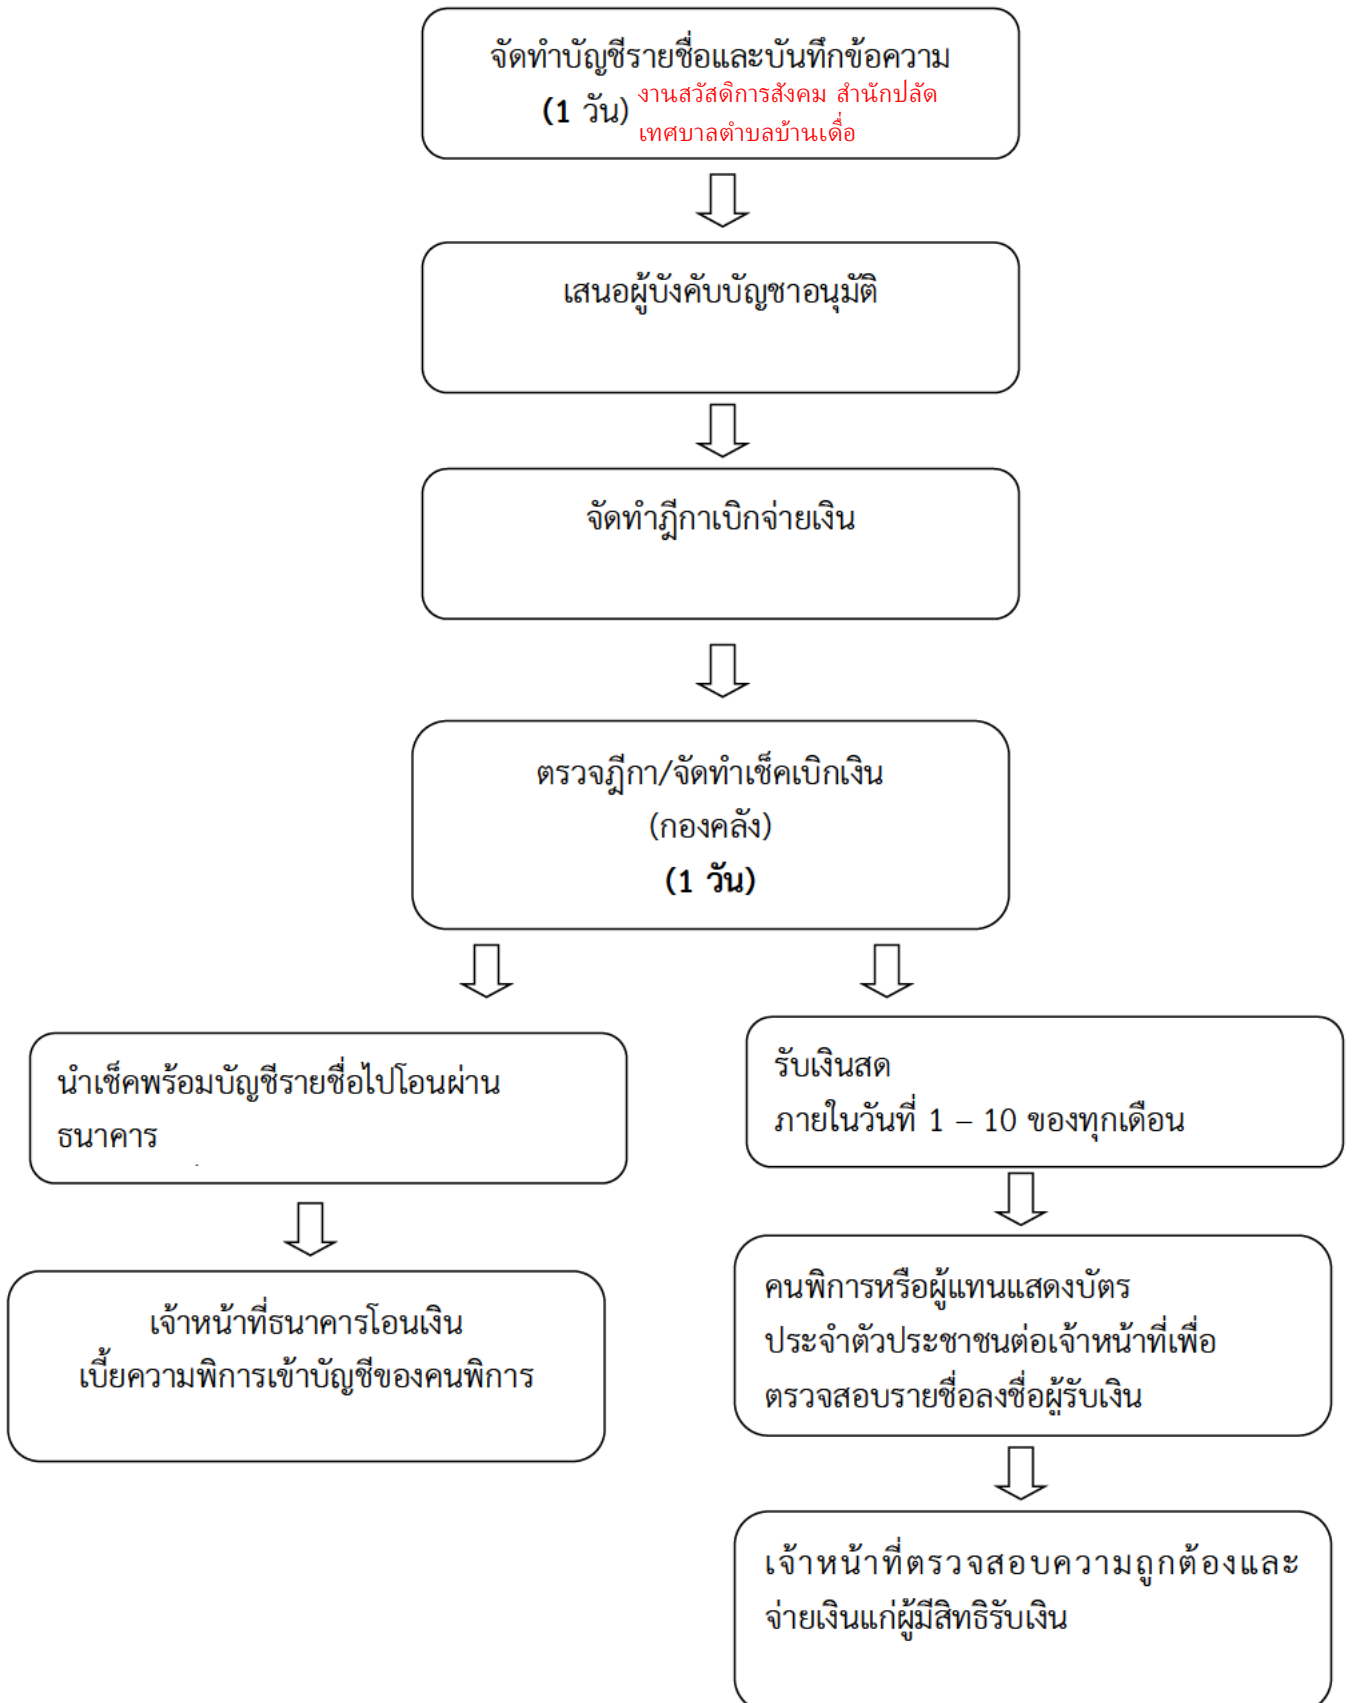 จัดทำบัญชีรายชื่อและบันทึกข้อความ
(1 วัน) งานสวัสดิการสังคม สำนักปลัด
เทศบาลตำบลบ้านเดื่อ
เสนอผู้บังคับบัญชาอนุมัติ
จัดทำฎีกาเบิกจ่ายเงิน
ตรวจฎีกา/จัดทำเช็คเบิกเงิน
(กองคลัง)
(1 วัน)
นำเช็คพร้อมบัญชีรายชื่อไปโอนผ่าน
ธนาคาร
เจ้าหน้าที่ธนาคารโอนเงิน
เบี้ยความพิการเข้าบัญชีของคนพิการ
รับเงินสด
ภายในวันที่ 1 – 10 ของทุกเดือน
คนพิการหรือผู้แทนแสดงบัตร
ประจำตัวประชาชนต่อเจ้าหน้าที่เพื่อ
ตรวจสอบรายชื่อลงชื่อผู้รับเงิน
เจ้าหน้าที่ตรวจสอบความถูกต้องและ
จ่ายเงินแก่ผู้มีสิทธิรับเงิน